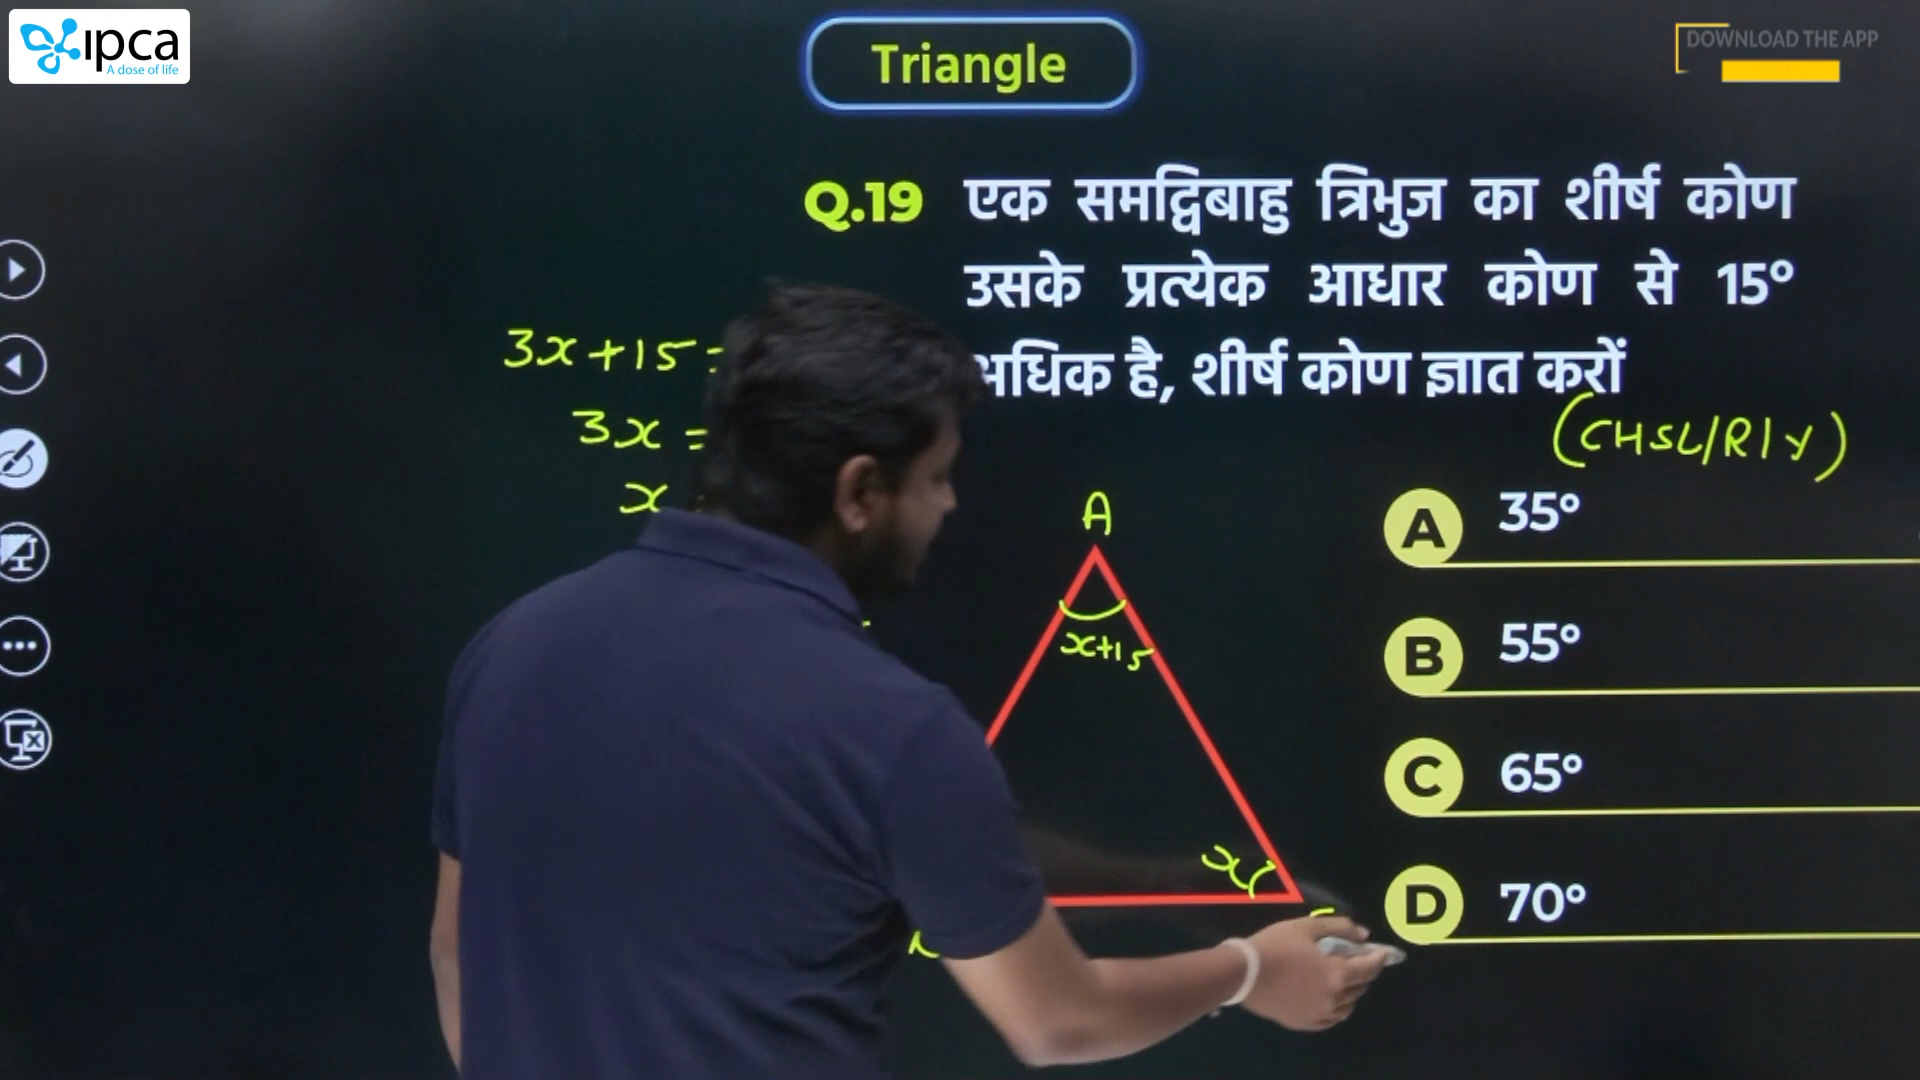 ipca
A dose of life
DOWNLOAD THE APP
Triangle
Q.19 एक समद्विबाहु त्रिभुज का शीर्ष कोण
उसके प्रत्येक आधार कोण से 15°
अधिक है, शीर्ष कोण ज्ञात करों
(CHSL/RIY)
3x+15=
3x =
x
A
x+15
x
A 35°
B 55°
C 65°
D 70°